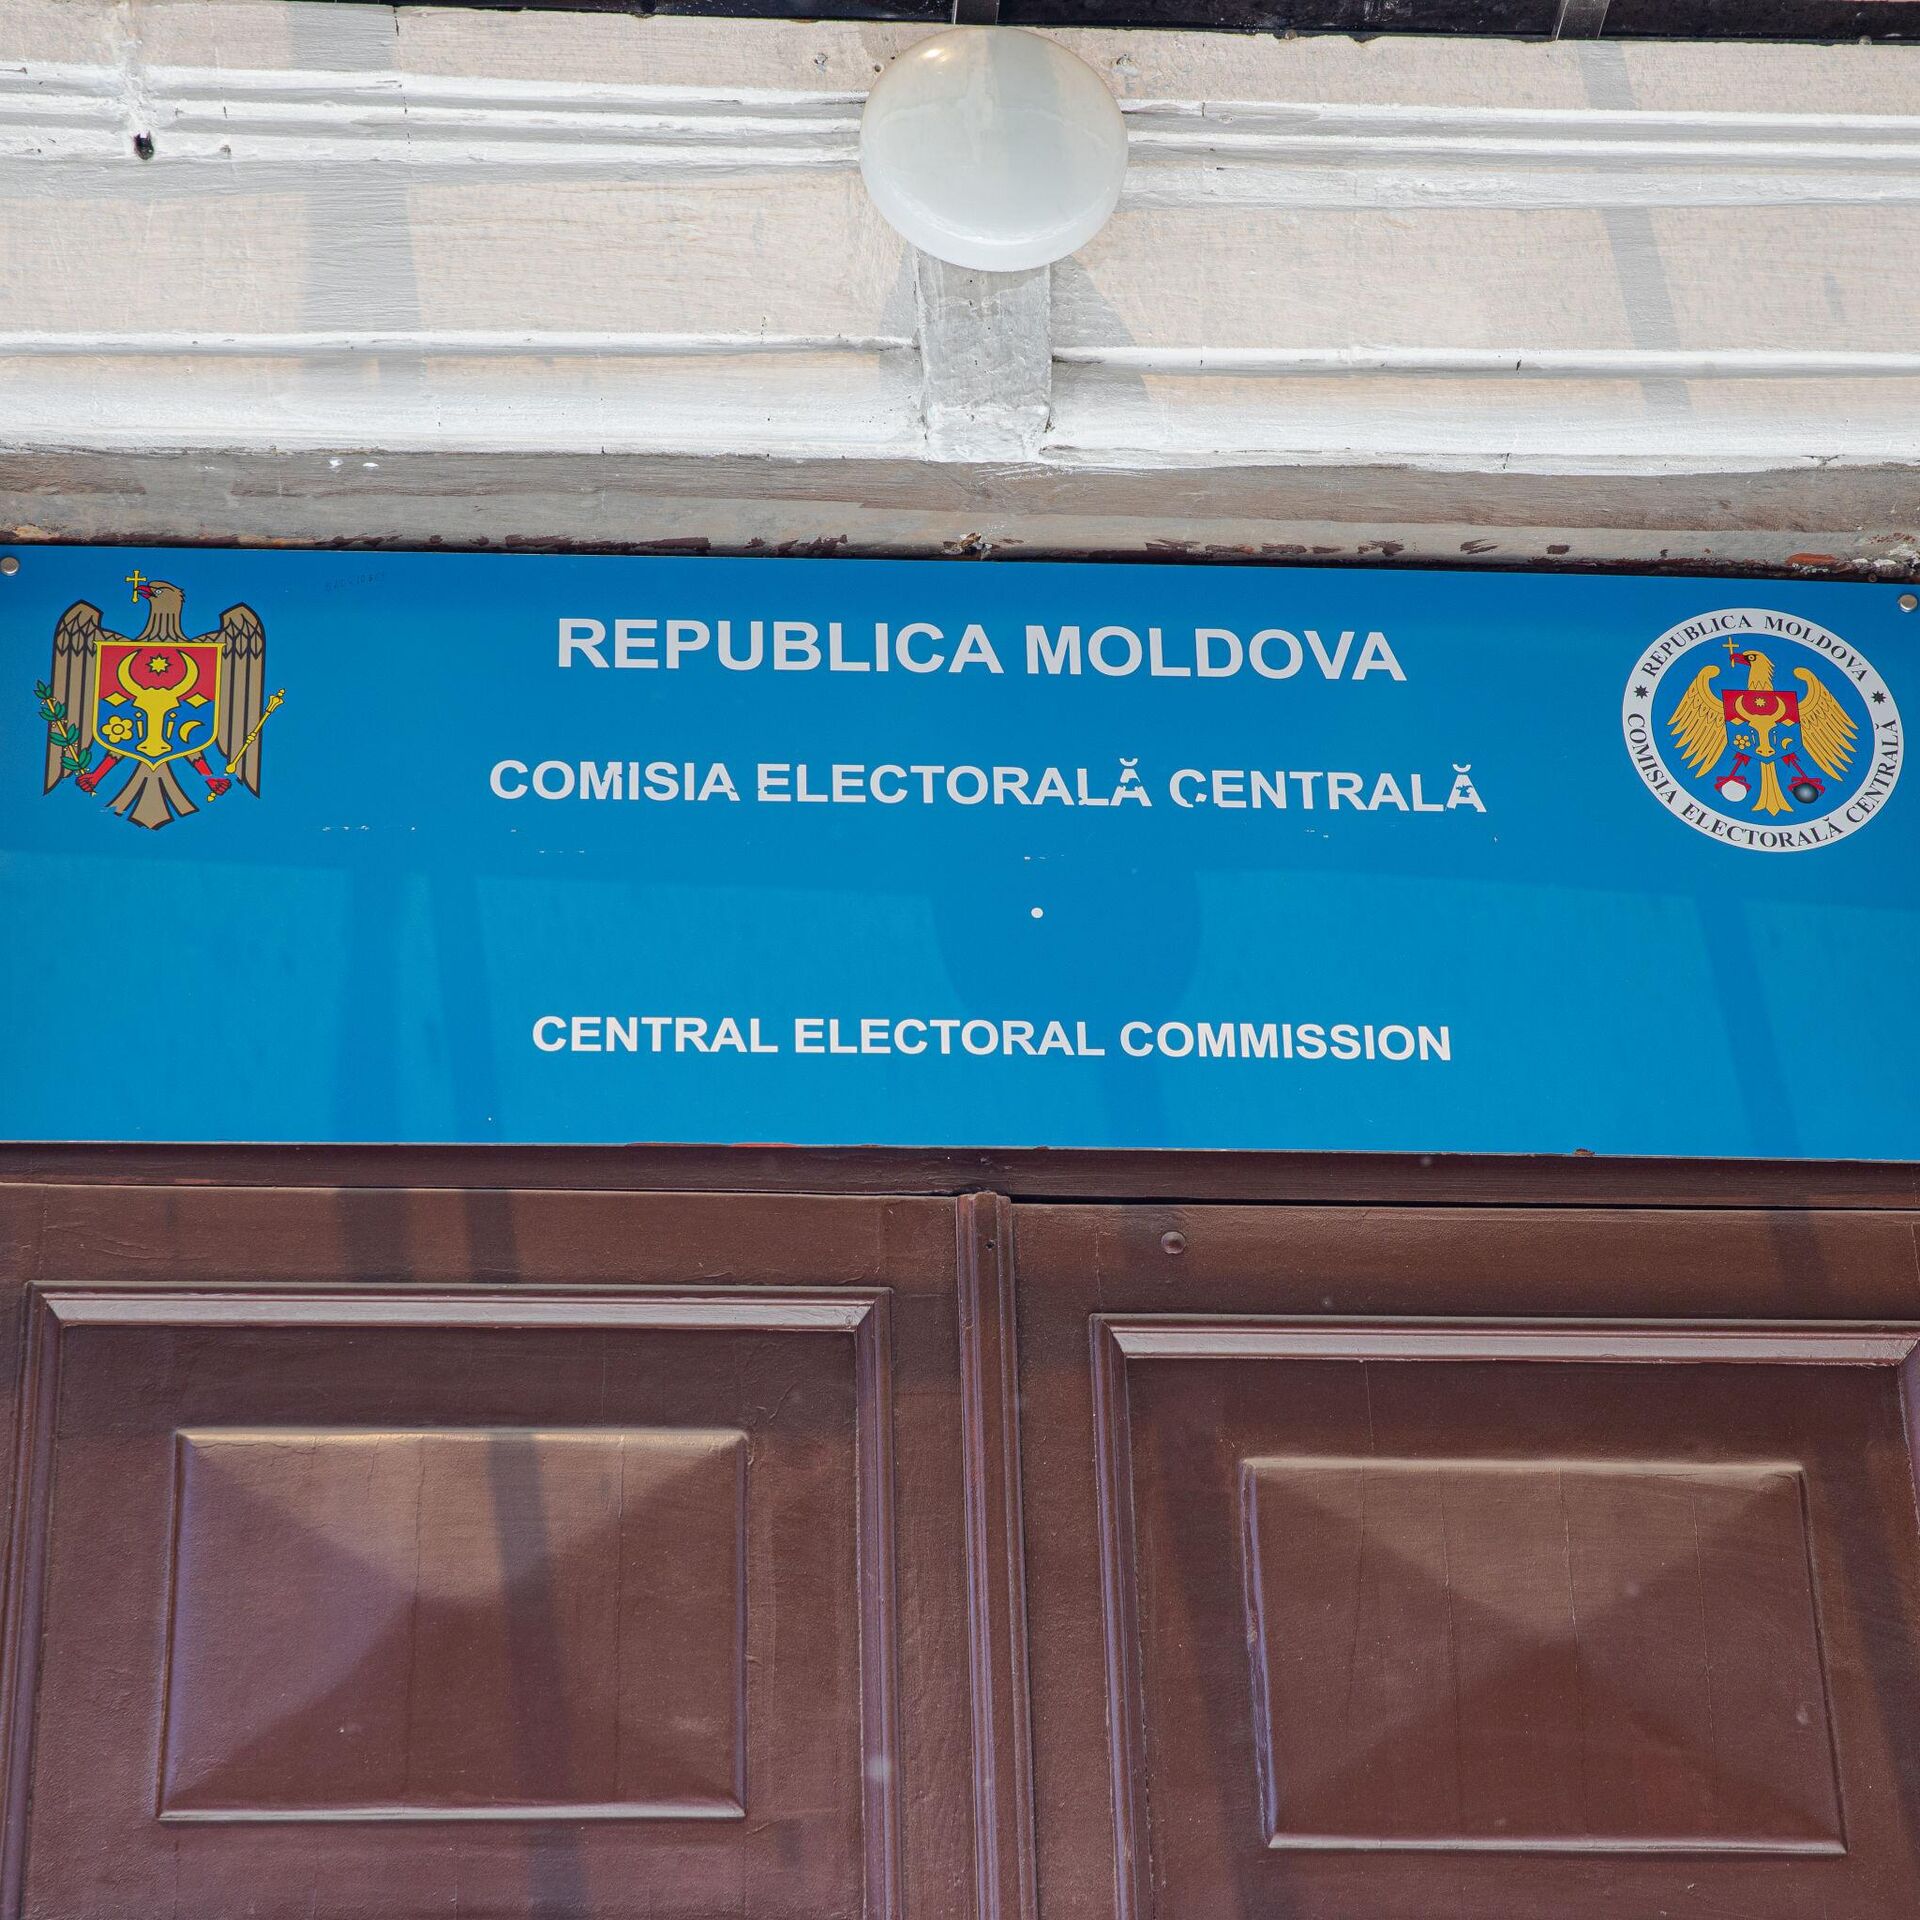 REPUBLICA MOLDOVA
COMISIA ELECTORALĂ CENTRALĂ
CENTRAL ELECTORAL COMMISSION
REPUBLICA MOLDOVA
COMISIA ELECTORALĂ CENTRALĂ